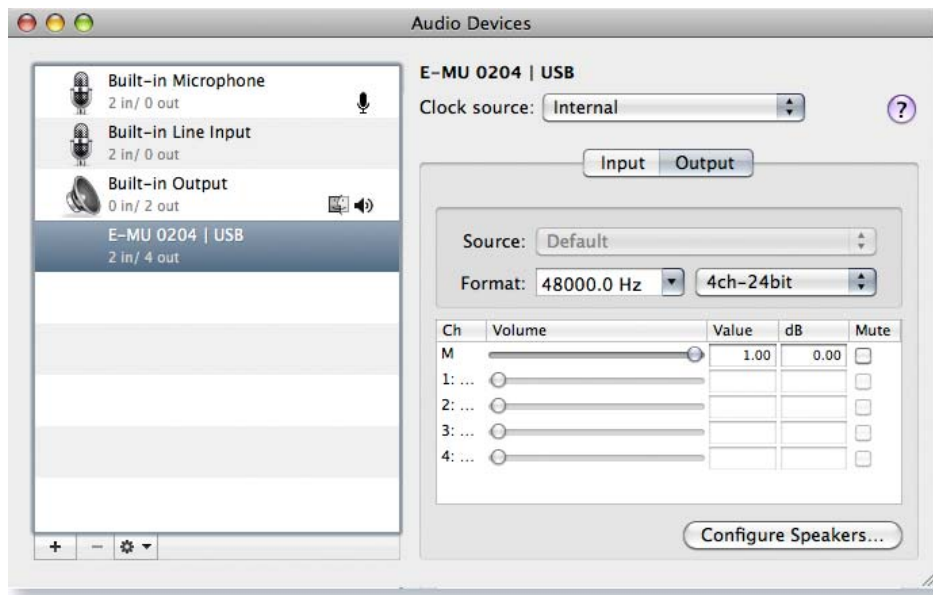 Audio Devices
Built-in Microphone
2 in/ 0 out
Built-in Line Input
2 in/ 0 out
Built-in Output
0 in/ 2 out
E-MU 0204 | USB
2 in/ 4 out
+ −
E-MU 0204 | USB
Clock source: Internal
?
Input Output
Source: Default
Format: 48000.0 Hz 4ch-24bit
Ch Volume Value dB Mute
M 1.00 0.00
1: ...
2: ...
3: ...
4: ...
Configure Speakers...